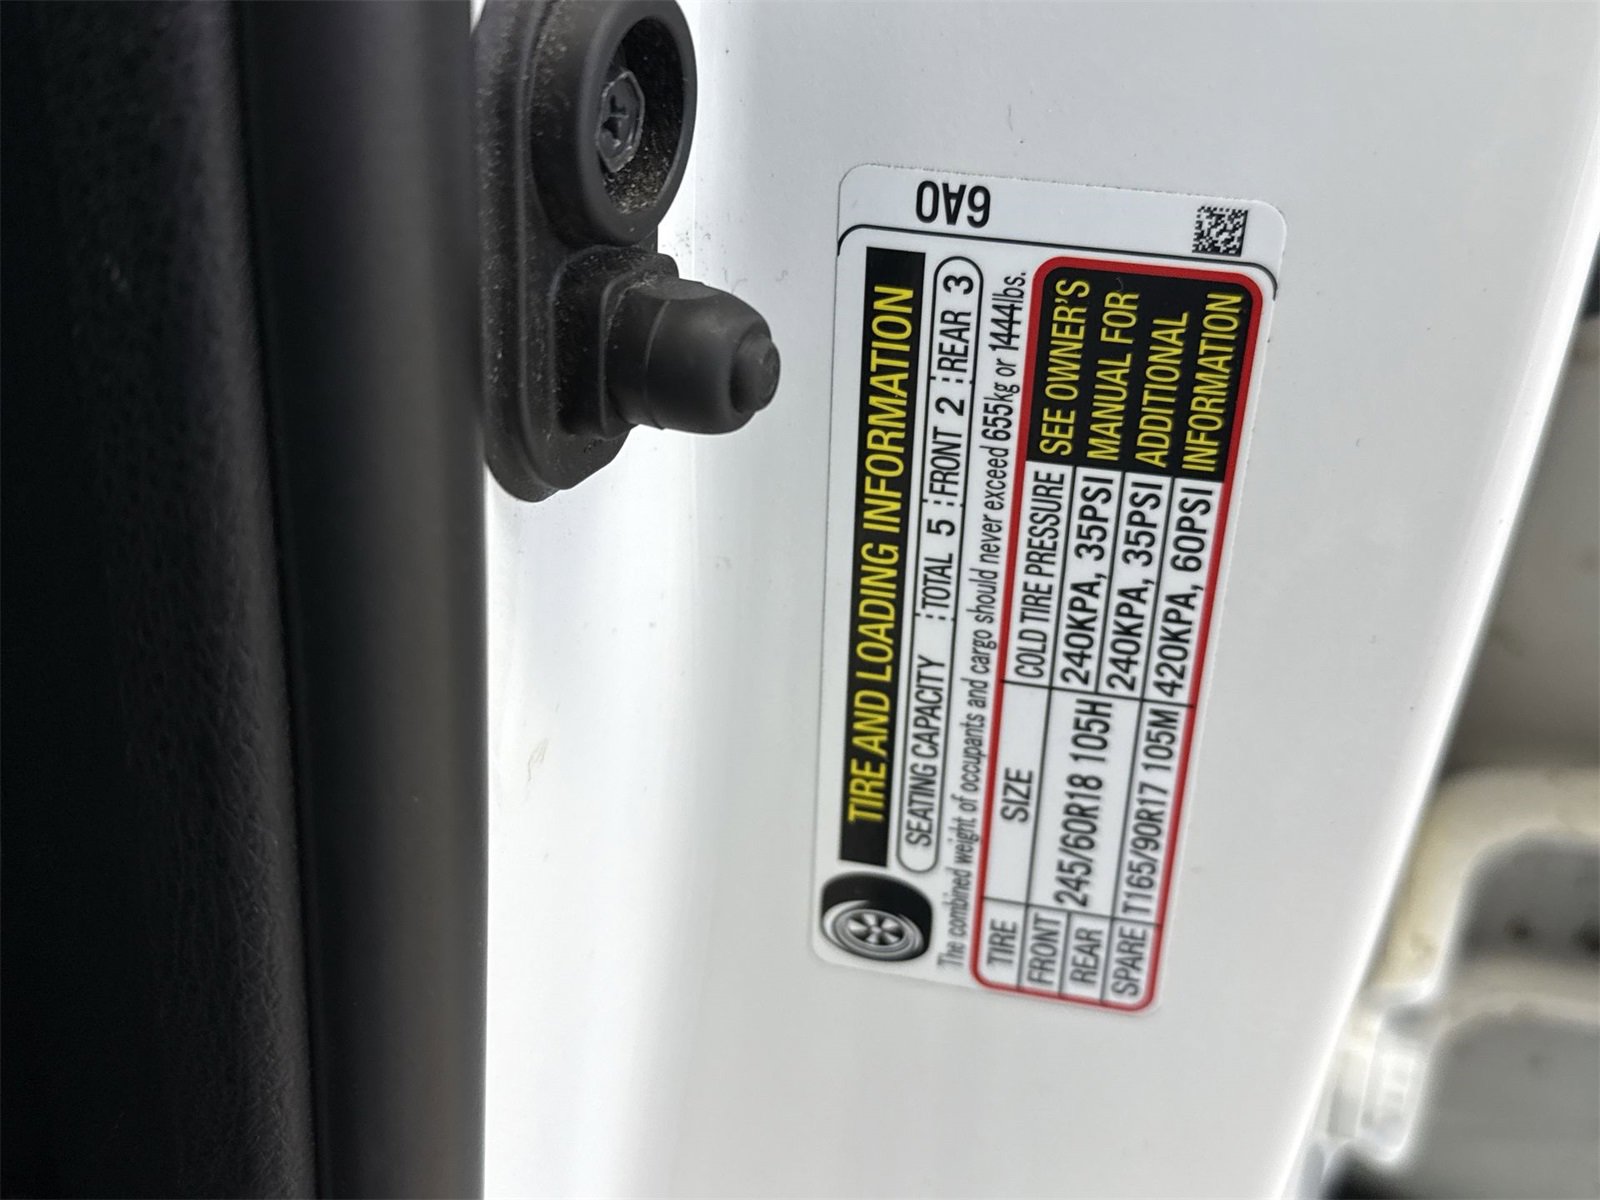 6A0
TIRE AND LOADING INFORMATION
SEATING CAPACITY TOTAL 5 FRONT 2 REAR 3
The combined weight of occupants and cargo should never exceed 655kg or 1444lbs.
TIRE SIZE COLD TIRE PRESSURE
FRONT 245/60R18 105H 240KPA, 35PSI
REAR 240KPA, 35PSI
SPARE T165/90R17 105M 420KPA, 60PSI
SEE OWNER'S
MANUAL FOR
ADDITIONAL
INFORMATION